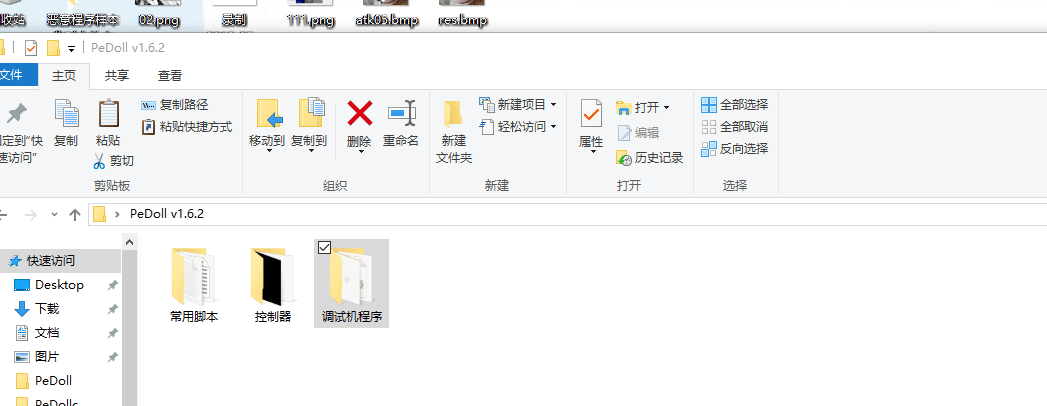 收站 恶意程序样本 02.png 录制 111.png atk05.bmp res.bmp
PeDoll v1.6.2
文件 主页 共享 查看
复制 粘贴 复制路径 粘贴快捷方式 剪切
固定到"快
速访问"
移动到 复制到 删除 重命名
新建
文件夹
新建项目
轻松访问
属性
打开
编辑
历史记录
全部选择
全部取消
反向选择
剪贴板 组织 新建 打开 选择
PeDoll v1.6.2
快速访问
Desktop
下载
文档
图片
PeDoll
PeDollc
常用脚本 控制器 调试机程序